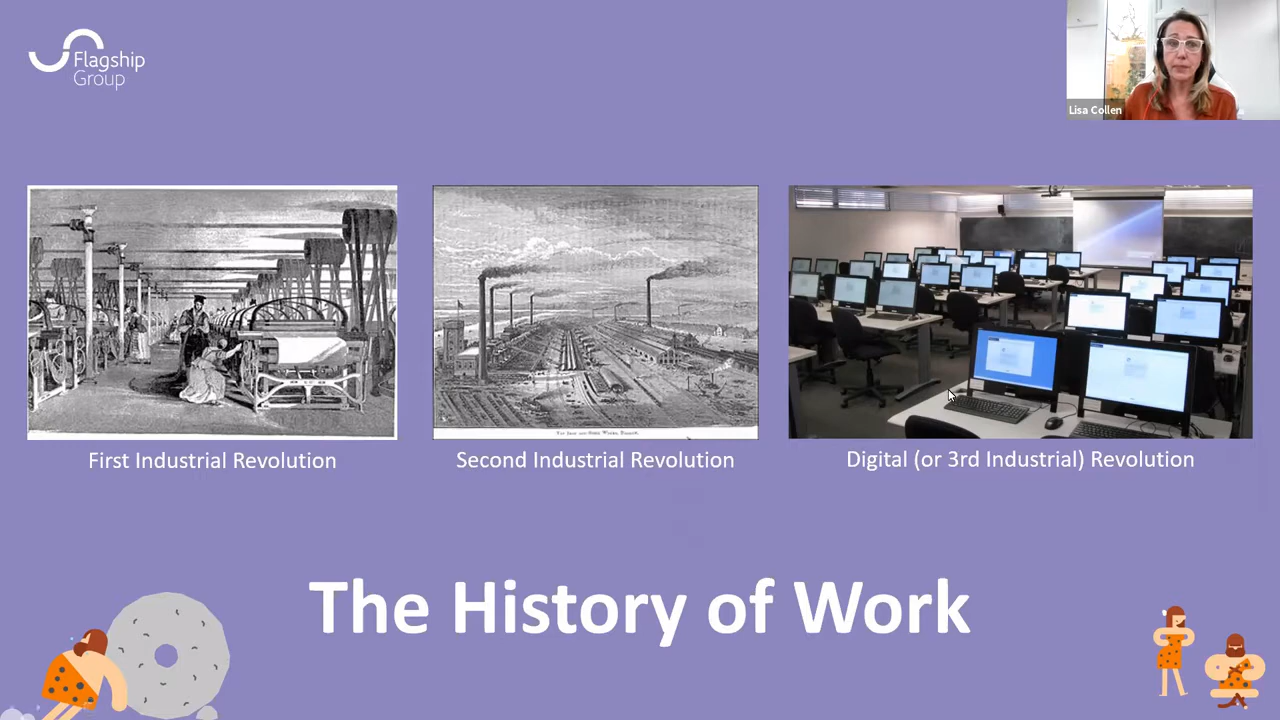 Flagship
Group
Lisa Collen
First Industrial Revolution
Second Industrial Revolution
Digital (or 3rd Industrial) Revolution
The History of Work